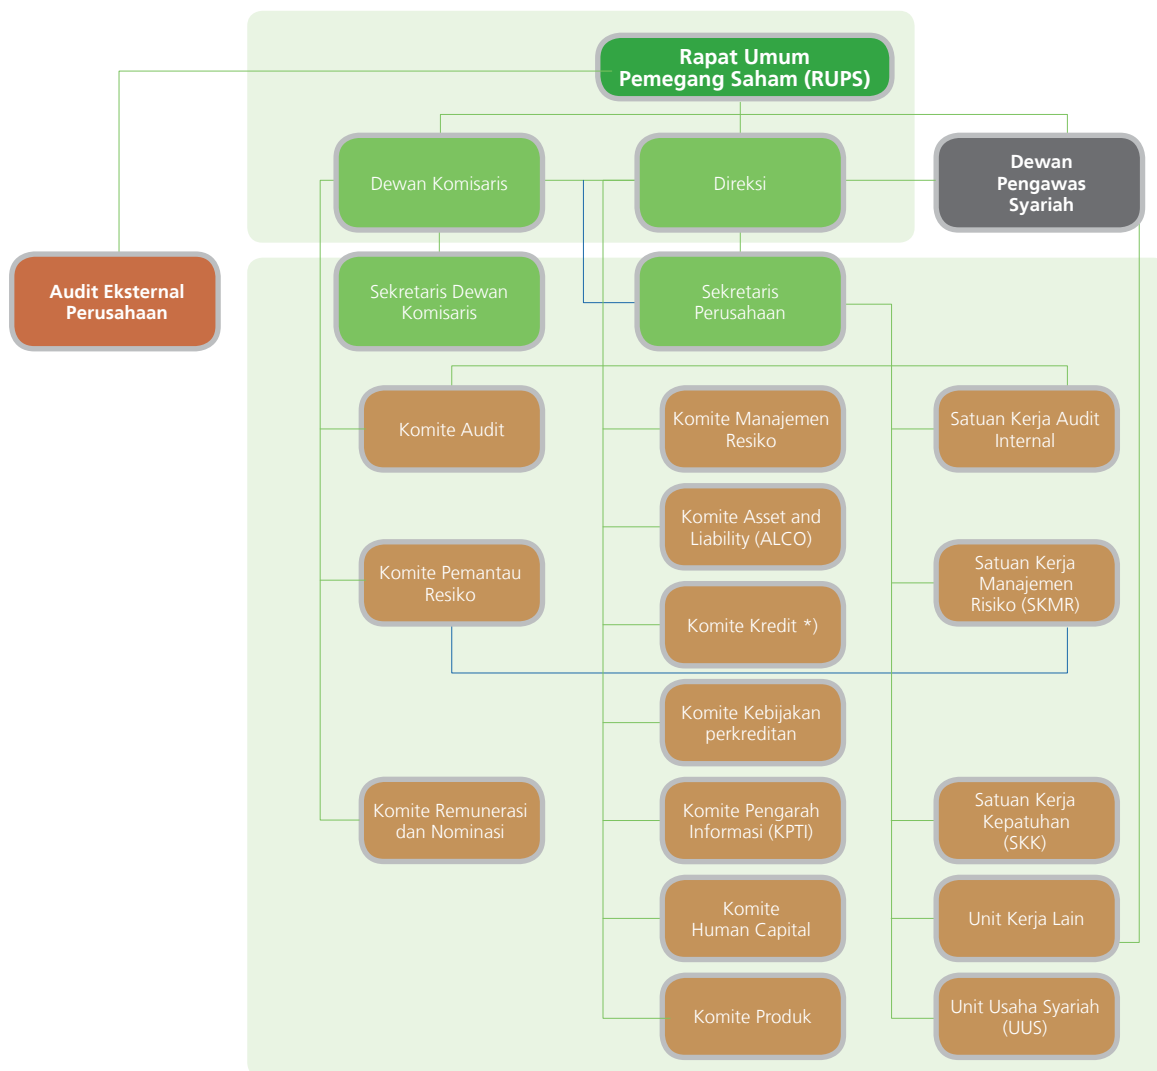 Rapat Umum
Pemegang Saham (RUPS)
Dewan Komisaris
Direksi
Dewan
Pengawas
Syariah
Audit Eksternal
Perusahaan
Sekretaris Dewan
Komisaris
Sekretaris
Perusahaan
Komite Audit
Komite Manajemen
Resiko
Satuan Kerja Audit
Internal
Komite Asset and
Liability (ALCO)
Komite Pemantau
Resiko
Satuan Kerja
Manajemen
Risiko (SKMR)
Komite Kredit *)
Komite Kebijakan
perkreditan
Komite Remunerasi
dan Nominasi
Komite Pengarah
Informasi (KPTI)
Satuan Kerja
Kepatuhan
(SKK)
Komite
Human Capital
Unit Kerja Lain
Komite Produk
Unit Usaha Syariah
(UUS)